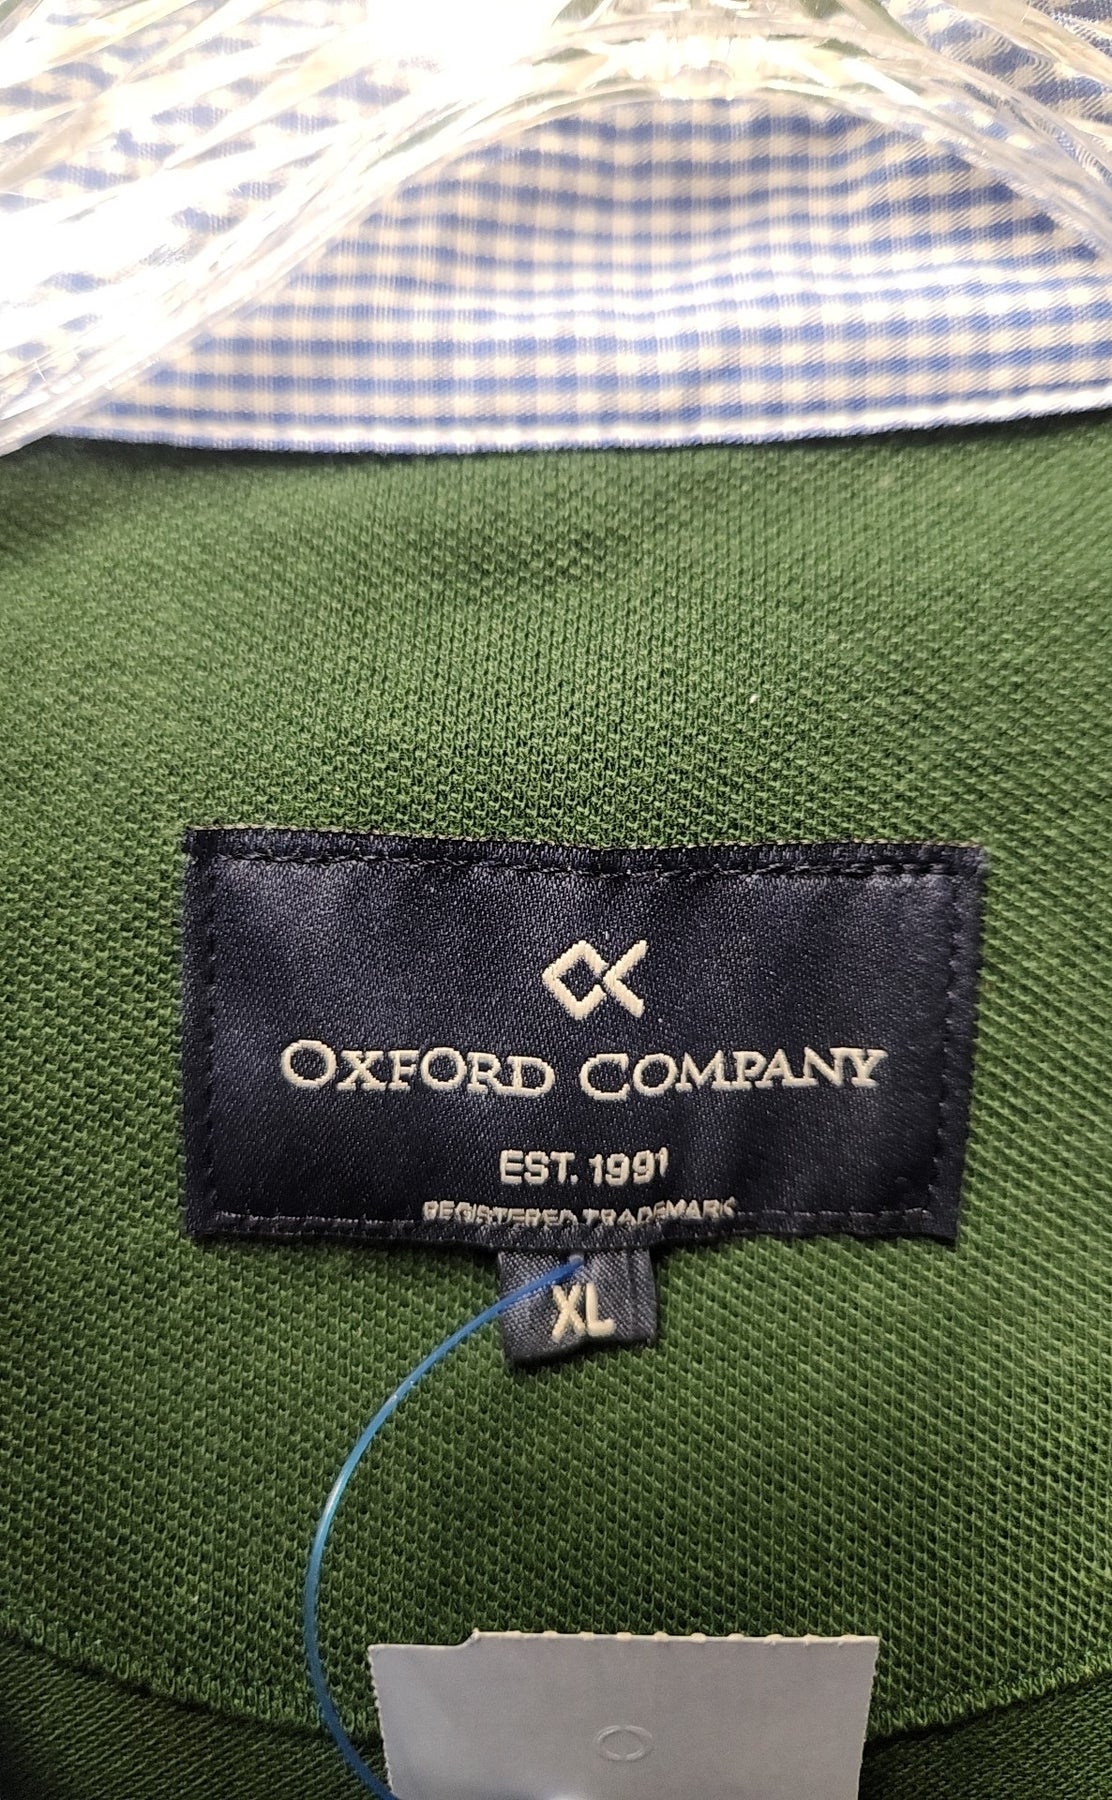 OXFORD COMPANY
EST. 1991
REGISTERED TRADEMARK
XL